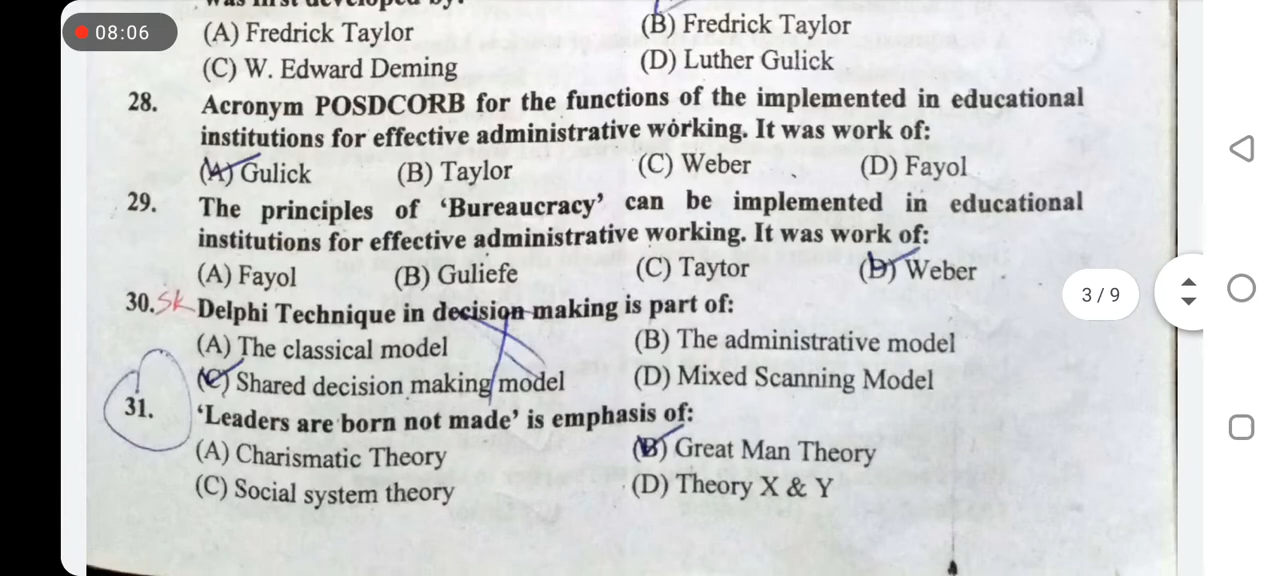 was first developed by:
08:06
(A) Fredrick Taylor (B) Fredrick Taylor
(C) W. Edward Deming (D) Luther Gulick
28. Acronym POSDCORB for the functions of the implemented in educational
institutions for effective administrative working. It was work of:
(A) Gulick (B) Taylor (C) Weber (D) Fayol
29. The principles of ‘Bureaucracy’ can be implemented in educational
institutions for effective administrative working. It was work of:
(A) Fayol (B) Guliefe (C) Taytor (D) Weber
30. SK Delphi Technique in decision making is part of:
(A) The classical model (B) The administrative model
(C) Shared decision making model (D) Mixed Scanning Model
3 / 9
31. ‘Leaders are born not made’ is emphasis of:
(A) Charismatic Theory (B) Great Man Theory
(C) Social system theory (D) Theory X & Y